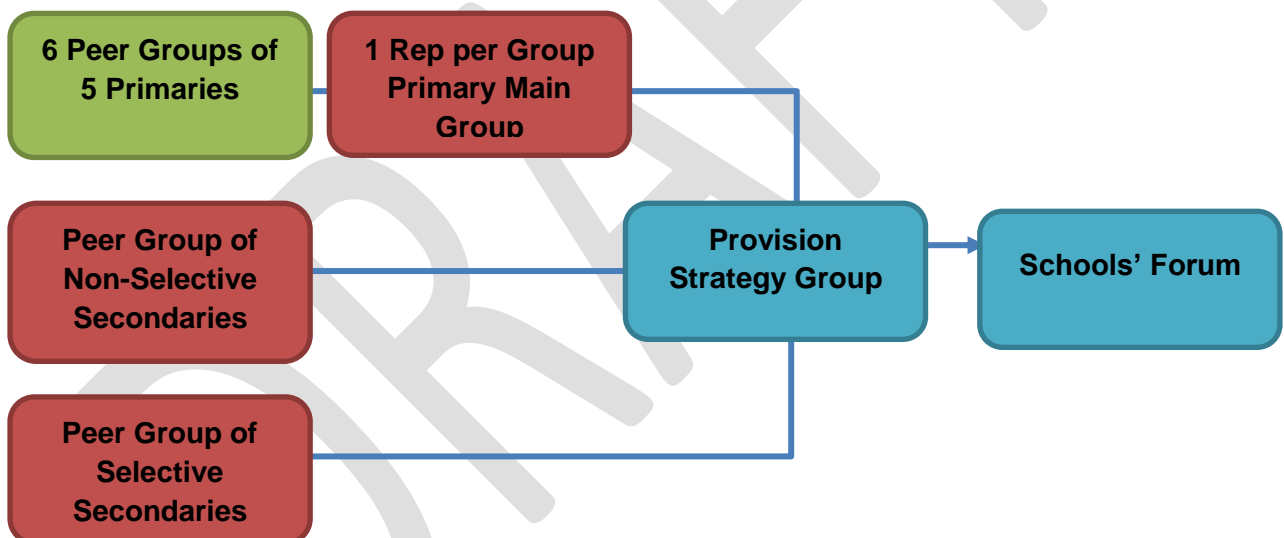 6 Peer Groups of
5 Primaries
1 Rep per Group
Primary Main
Group
Peer Group of
Non-Selective
Secondaries
Provision
Strategy Group
Schools’ Forum
Peer Group of
Selective
Secondaries
DRAFT